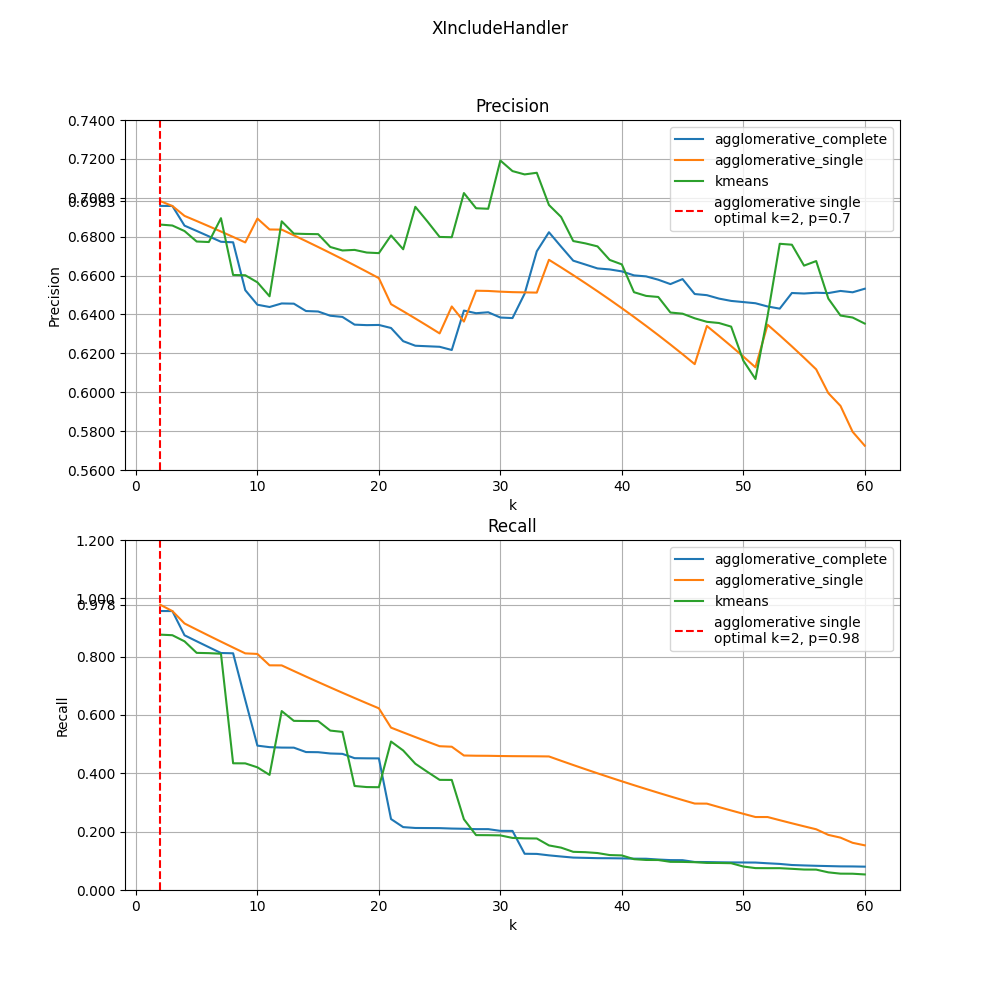 XIncludeHandler
Precision
0.7400
0.7200
0.7000
0.6800
0.6600
0.6400
0.6200
0.6000
0.5800
0.5600
Precision
agglomerative_complete
agglomerative_single
kmeans
agglomerative single
optimal k=2, p=0.7
0 10 20 30 40 50 60
k
Recall
1.200
1.000
0.978
0.800
0.600
0.400
0.200
0.000
Recall
agglomerative_complete
agglomerative_single
kmeans
agglomerative single
optimal k=2, p=0.98
0 10 20 30 40 50 60
k